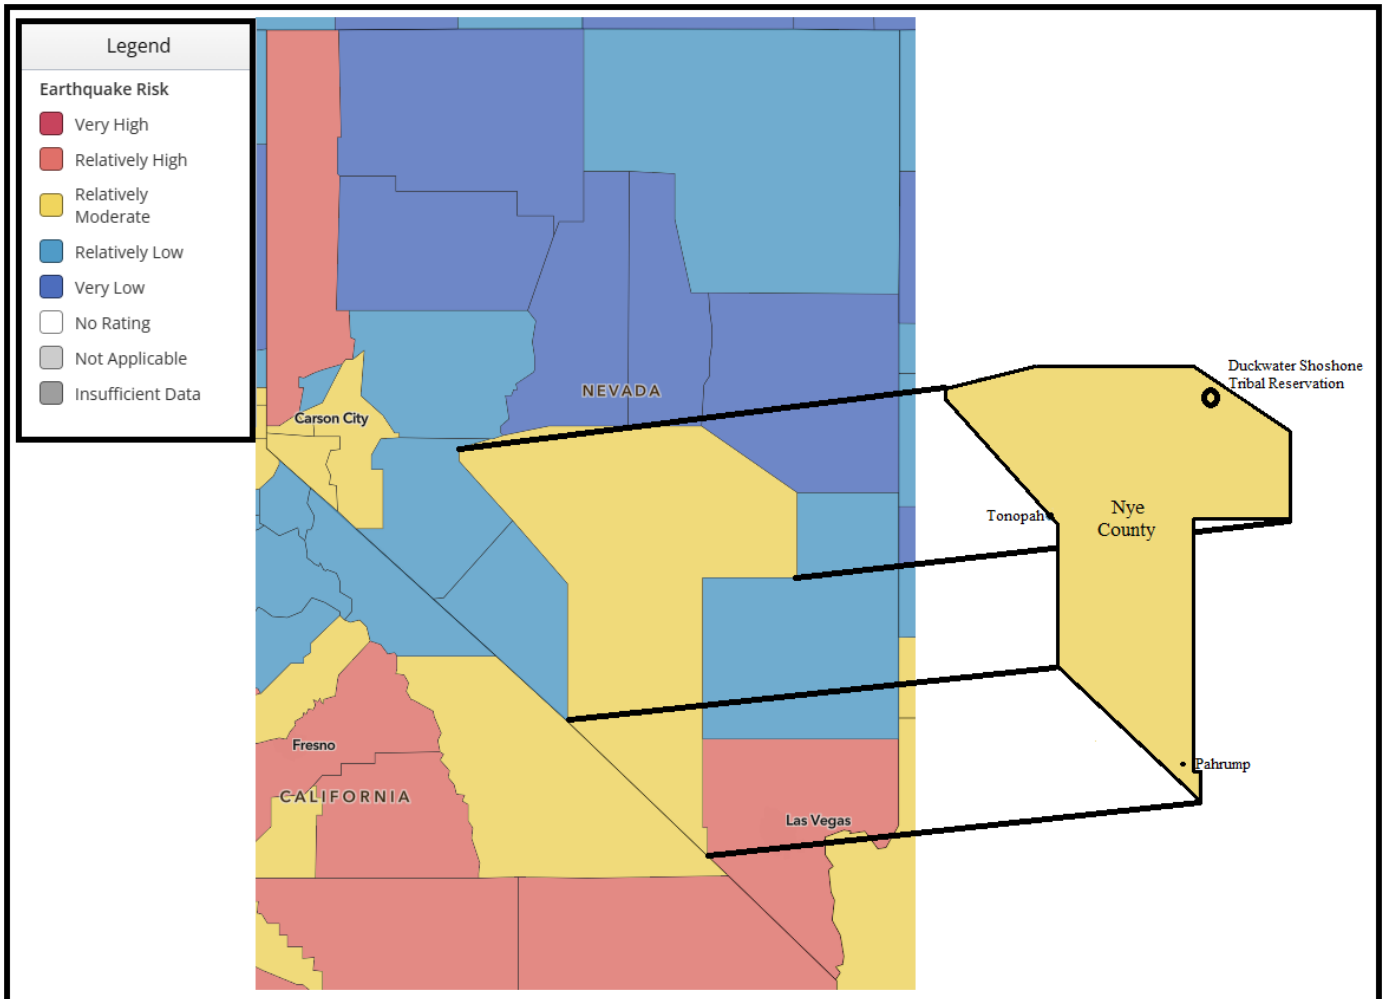 Legend
Earthquake Risk
Very High
Relatively High
Relatively
Moderate
Relatively Low
Very Low
No Rating
Not Applicable
Insufficient Data
NEVADA
Carson City
Fresno
CALIFORNIA
Las Vegas
Duckwater Shoshone
Tribal Reservation
Tonopah
Nye
County
Pahrump